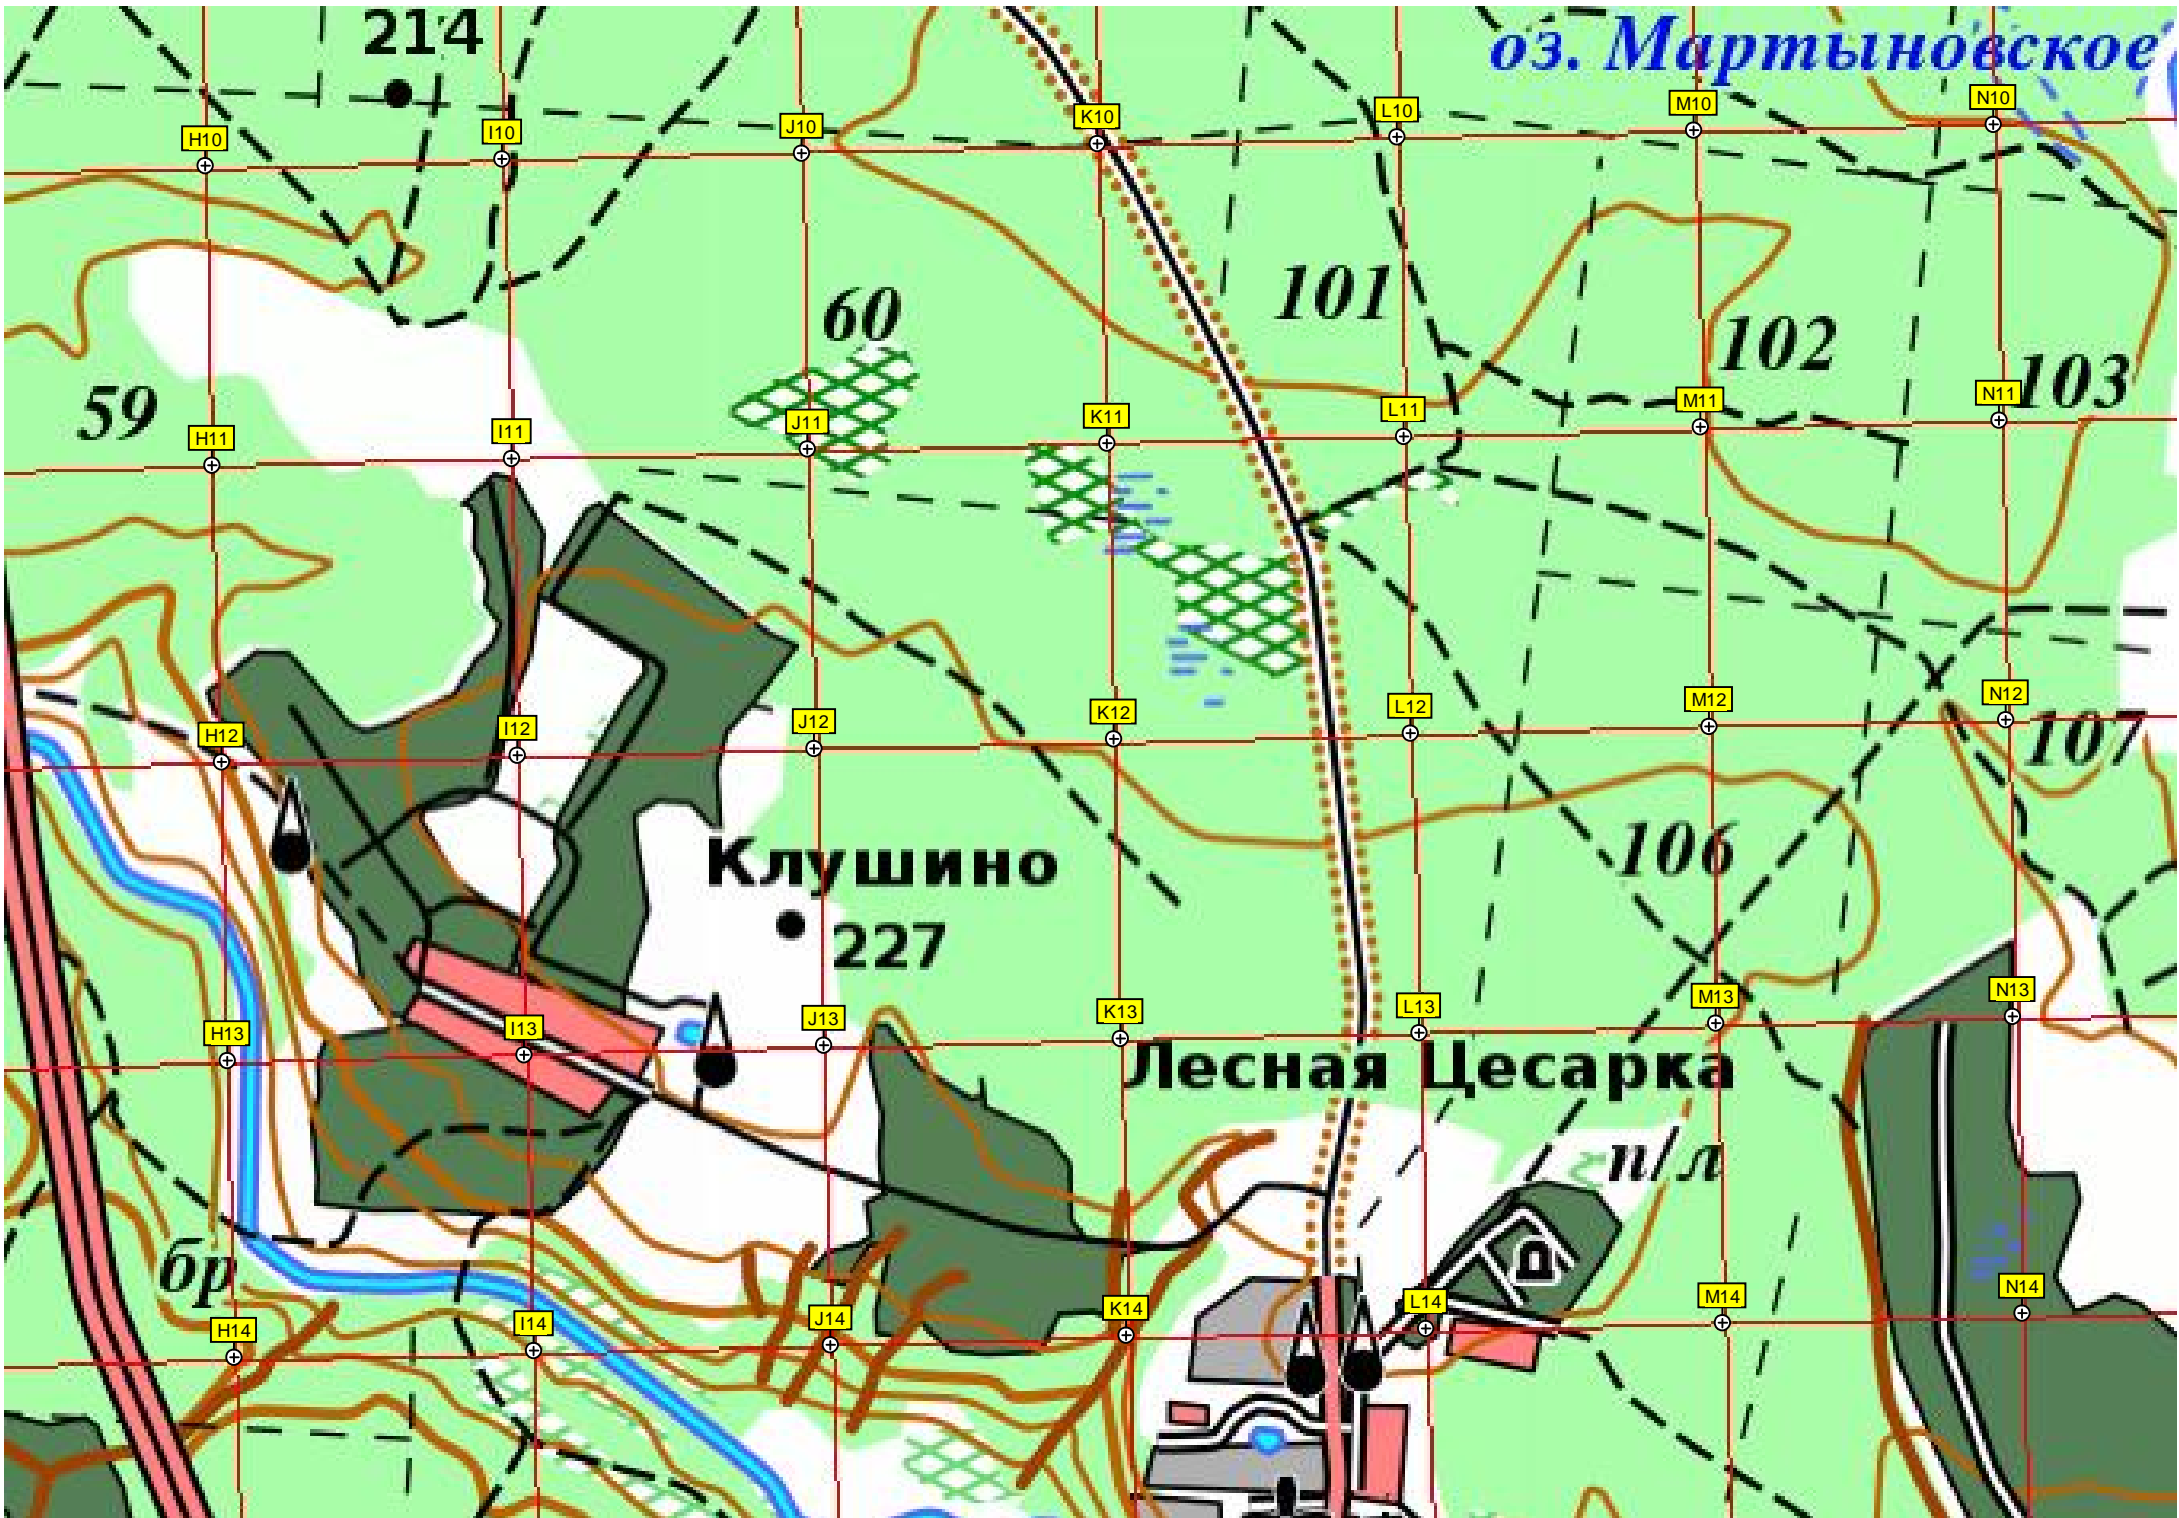 214
оз. Мартыновское
H10 I10 J10 K10 L10 M10 N10
60 101 102 103
59
H11 I11 J11 K11 L11 M11 N11
H12 I12 J12 K12 L12 M12 N12
107
Клушино 106
227
H13 I13 J13 K13 L13 M13 N13
Лесная Цесарка
п/л
бр
H14 I14 J14 K14 L14 M14 N14